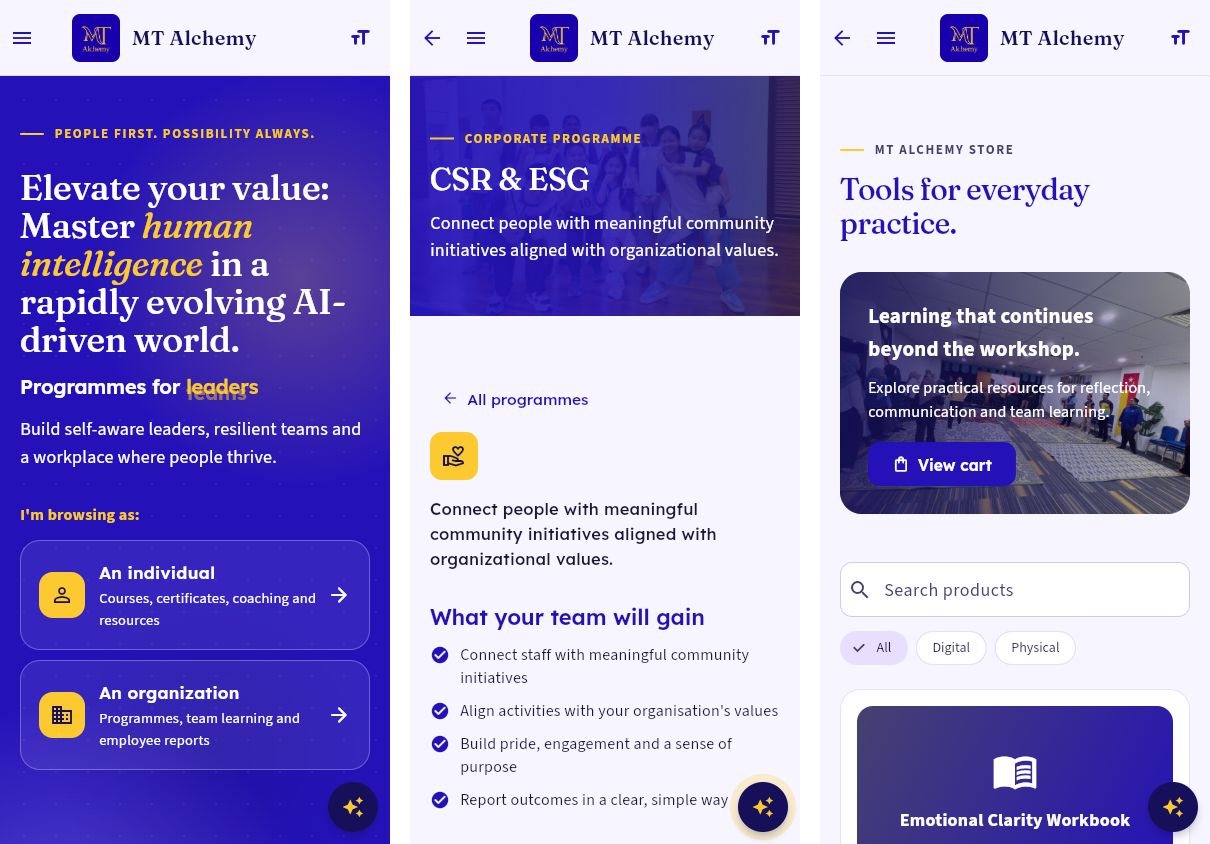 MT Alchemy
MT
Alchemy
PEOPLE FIRST. POSSIBILITY ALWAYS.
Elevate your value:
Master human
intelligence in a
rapidly evolving AI-
driven world.
Programmes for leaders
teams
Build self-aware leaders, resilient teams and
a workplace where people thrive.
I'm browsing as:
An individual
Courses, certificates, coaching and
resources
An organization
Programmes, team learning and
employee reports
MT Alchemy
MT
Alchemy
CORPORATE PROGRAMME
CSR & ESG
Connect people with meaningful community
initiatives aligned with organizational values.
All programmes
Connect people with meaningful
community initiatives aligned with
organizational values.
What your team will gain
Connect staff with meaningful community
initiatives
Align activities with your organisation's values
Build pride, engagement and a sense of
purpose
Report outcomes in a clear, simple way
MT Alchemy
MT
Alchemy
MT ALCHEMY STORE
Tools for everyday
practice.
Learning that continues
beyond the workshop.
Explore practical resources for reflection,
communication and team learning.
View cart
Search products
All
Digital
Physical
Emotional Clarity Workbook